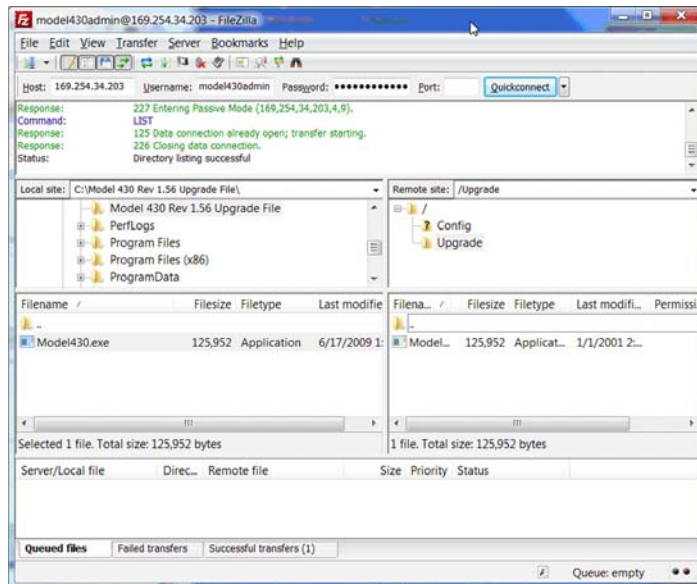 model430admin@169.254.34.203 - FileZilla
File Edit View Transfer Server Bookmarks Help
Host: 169.254.34.203 Username: model430admin Password: •••••••••••• Port: Quickconnect
Response: 227 Entering Passive Mode (169,254,34,203,4,9).
Command: LIST
Response: 125 Data connection already open; transfer starting.
Response: 226 Closing data connection.
Status: Directory listing successful
Local site: C:\Model 430 Rev 1.56 Upgrade File\ Remote site: /Upgrade
Model 430 Rev 1.56 Upgrade File
PerfLogs
Program Files
Program Files (x86)
ProgramData
/
? Config
Upgrade
Filename / Filesize Filetype Last modifie
..
Model430.exe 125,952 Application 6/17/2009 1:
Selected 1 file. Total size: 125,952 bytes
Filena... / Filesize Filetype Last modifi... Permissi
..
Model... 125,952 Applicat... 1/1/2001 2:...
1 file. Total size: 125,952 bytes
Server/Local file Direc... Remote file Size Priority Status
Queued files Failed transfers Successful transfers (1)
Queue: empty